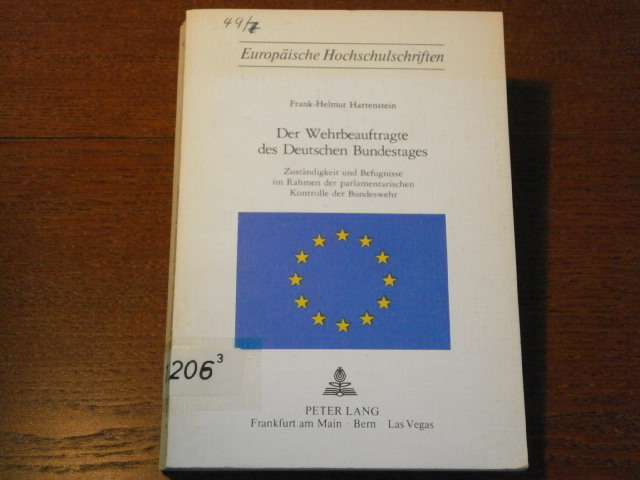 49/7
Europäische Hochschulschriften
Frank-Helmut Hartenstein
Der Wehrbeauftragte
des Deutschen Bundestages
Zuständigkeit und Befugnisse
im Rahmen der parlamentarischen
Kontrolle der Bundeswehr
206³
PETER LANG
Frankfurt am Main · Bern · Las Vegas